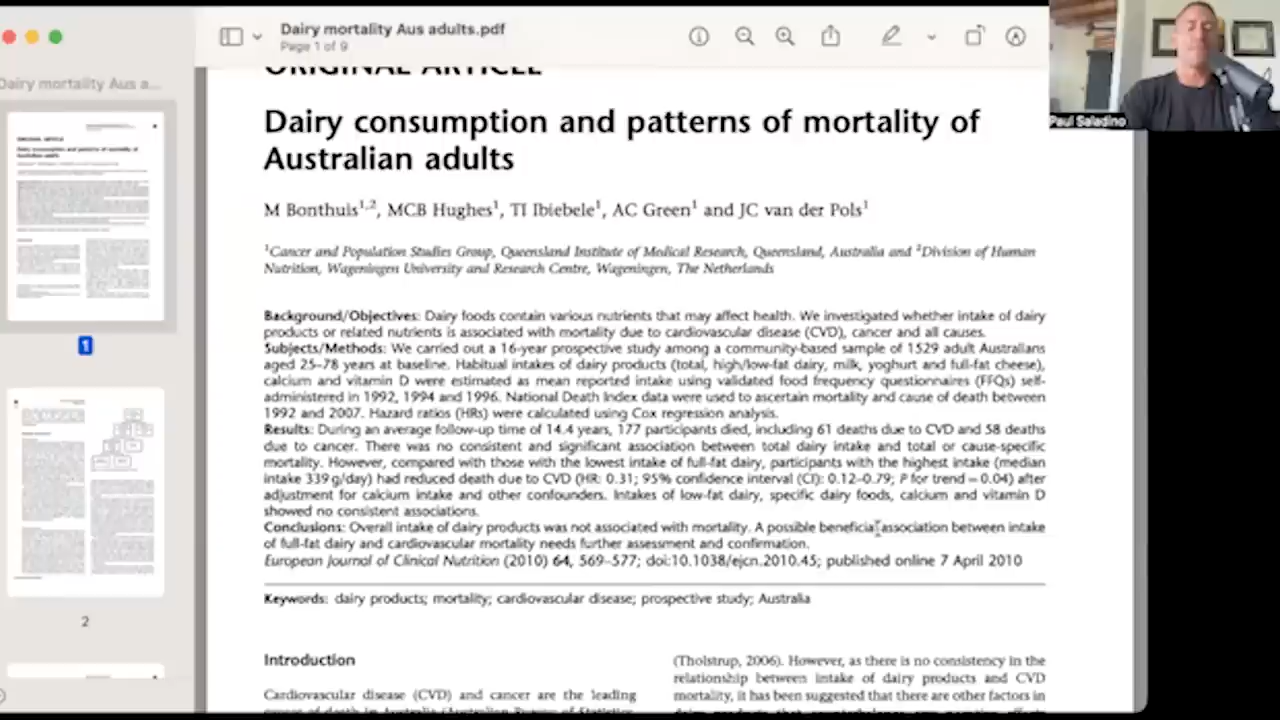 Dairy mortality Aus adults.pdf
Page 1 of 9
Dairy mortality Aus a...
Paul Saladino
ORIGINAL ARTICLE
Dairy consumption and patterns of mortality of
Australian adults
M Bonthuis1,2, MCB Hughes1, TI Ibiebele1, AC Green1 and JC van der Pols1
1Cancer and Population Studies Group, Queensland Institute of Medical Research, Queensland, Australia and 2Division of Human
Nutrition, Wageningen University and Research Centre, Wageningen, The Netherlands
Background/Objectives: Dairy foods contain various nutrients that may affect health. We investigated whether intake of dairy
products or related nutrients is associated with mortality due to cardiovascular disease (CVD), cancer and all causes.
Subjects/Methods: We carried out a 16-year prospective study among a community-based sample of 1529 adult Australians
aged 25–78 years at baseline. Habitual intakes of dairy products (total, high/low-fat dairy, milk, yoghurt and full-fat cheese),
calcium and vitamin D were estimated as mean reported intake using validated food frequency questionnaires (FFQs) self-
administered in 1992, 1994 and 1996. National Death Index data were used to ascertain mortality and cause of death between
1992 and 2007. Hazard ratios (HRs) were calculated using Cox regression analysis.
Results: During an average follow-up time of 14.4 years, 177 participants died, including 61 deaths due to CVD and 58 deaths
due to cancer. There was no consistent and significant association between total dairy intake and total or cause-specific
mortality. However, compared with those with the lowest intake of full-fat dairy, participants with the highest intake (median
intake 339 g/day) had reduced death due to CVD (HR: 0.31; 95% confidence interval (CI): 0.12–0.79; P for trend = 0.04) after
adjustment for calcium intake and other confounders. Intakes of low-fat dairy, specific dairy foods, calcium and vitamin D
showed no consistent associations.
Conclusions: Overall intake of dairy products was not associated with mortality. A possible beneficial association between intake
of full-fat dairy and cardiovascular mortality needs further assessment and confirmation.
European Journal of Clinical Nutrition (2010) 64, 569–577; doi:10.1038/ejcn.2010.45; published online 7 April 2010
Keywords: dairy products; mortality; cardiovascular disease; prospective study; Australia
Introduction
Cardiovascular disease (CVD) and cancer are the leading
(Tholstrup, 2006). However, as there is no consistency in the
relationship between intake of dairy products and CVD
mortality, it has been suggested that there are other factors in
1
2